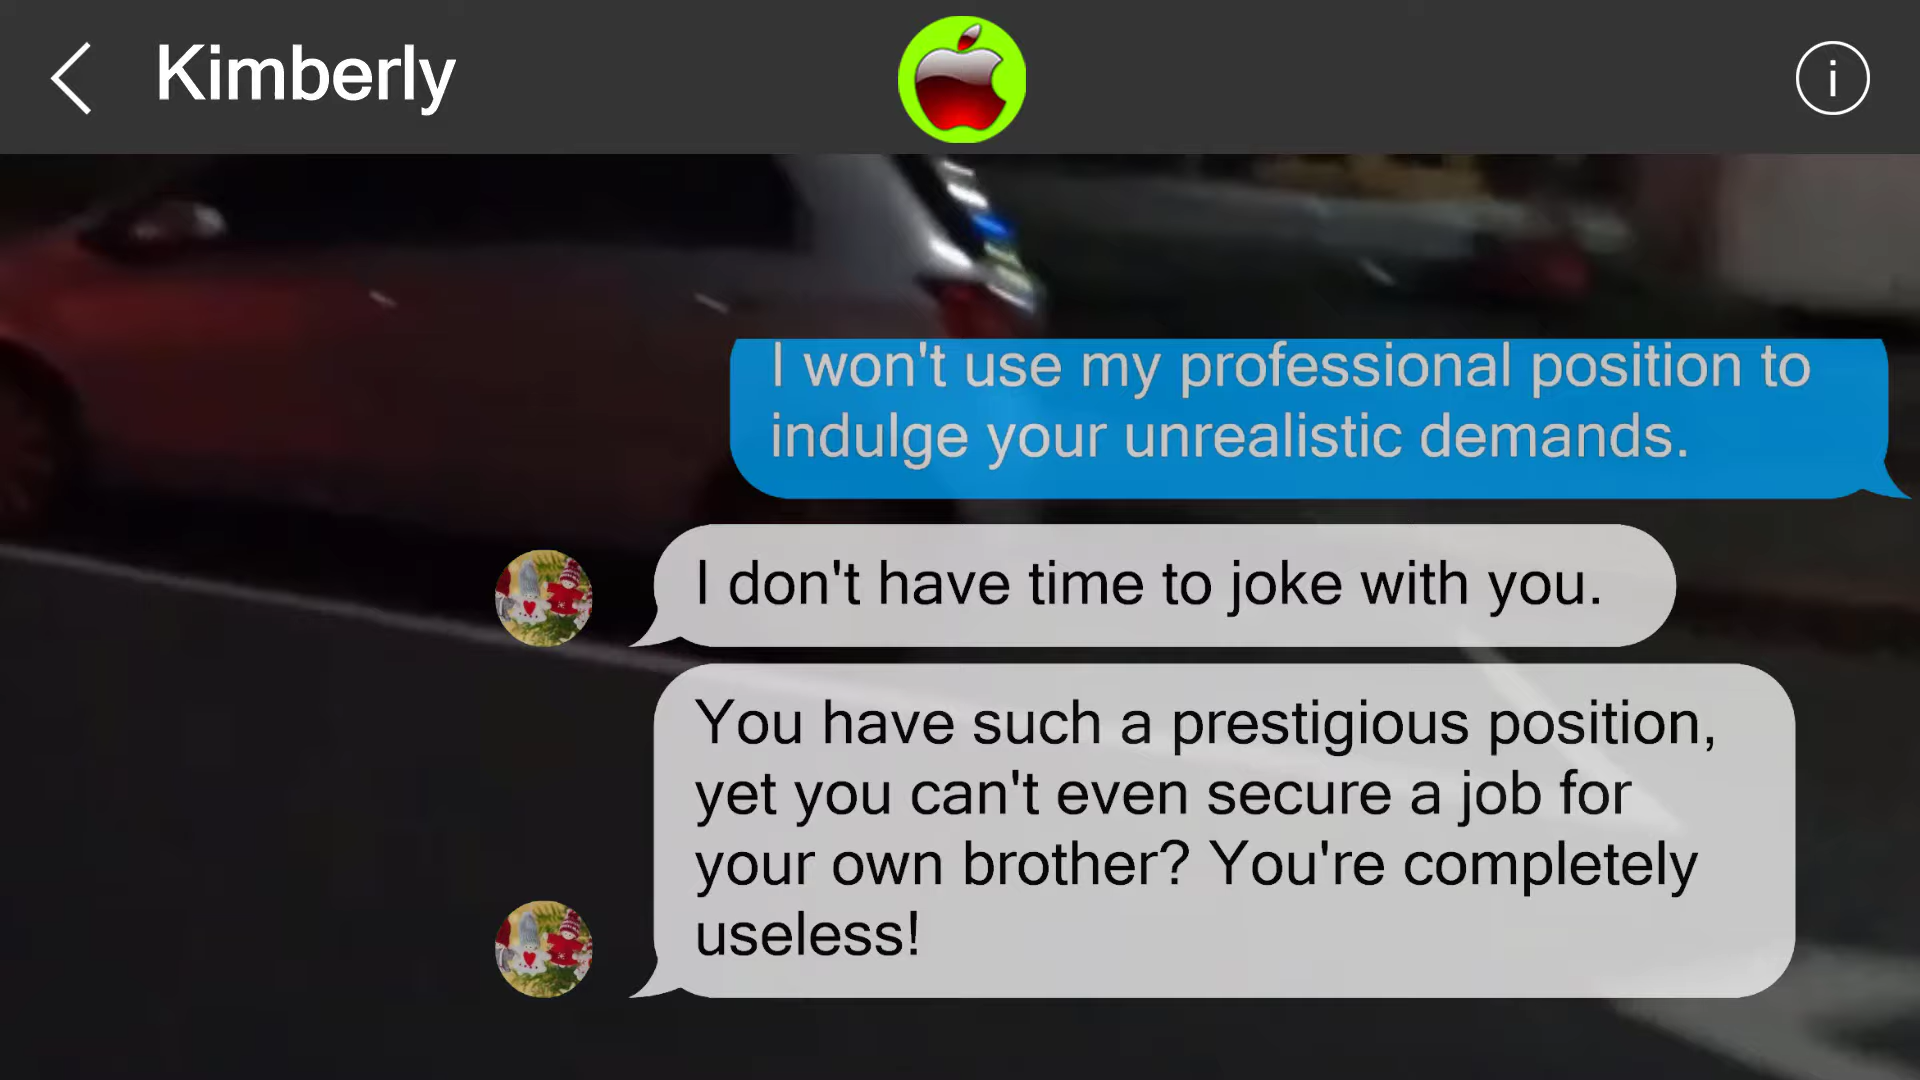 Kimberly
i
I won't use my professional position to
indulge your unrealistic demands.
I don't have time to joke with you.
You have such a prestigious position,
yet you can't even secure a job for
your own brother? You're completely
useless!